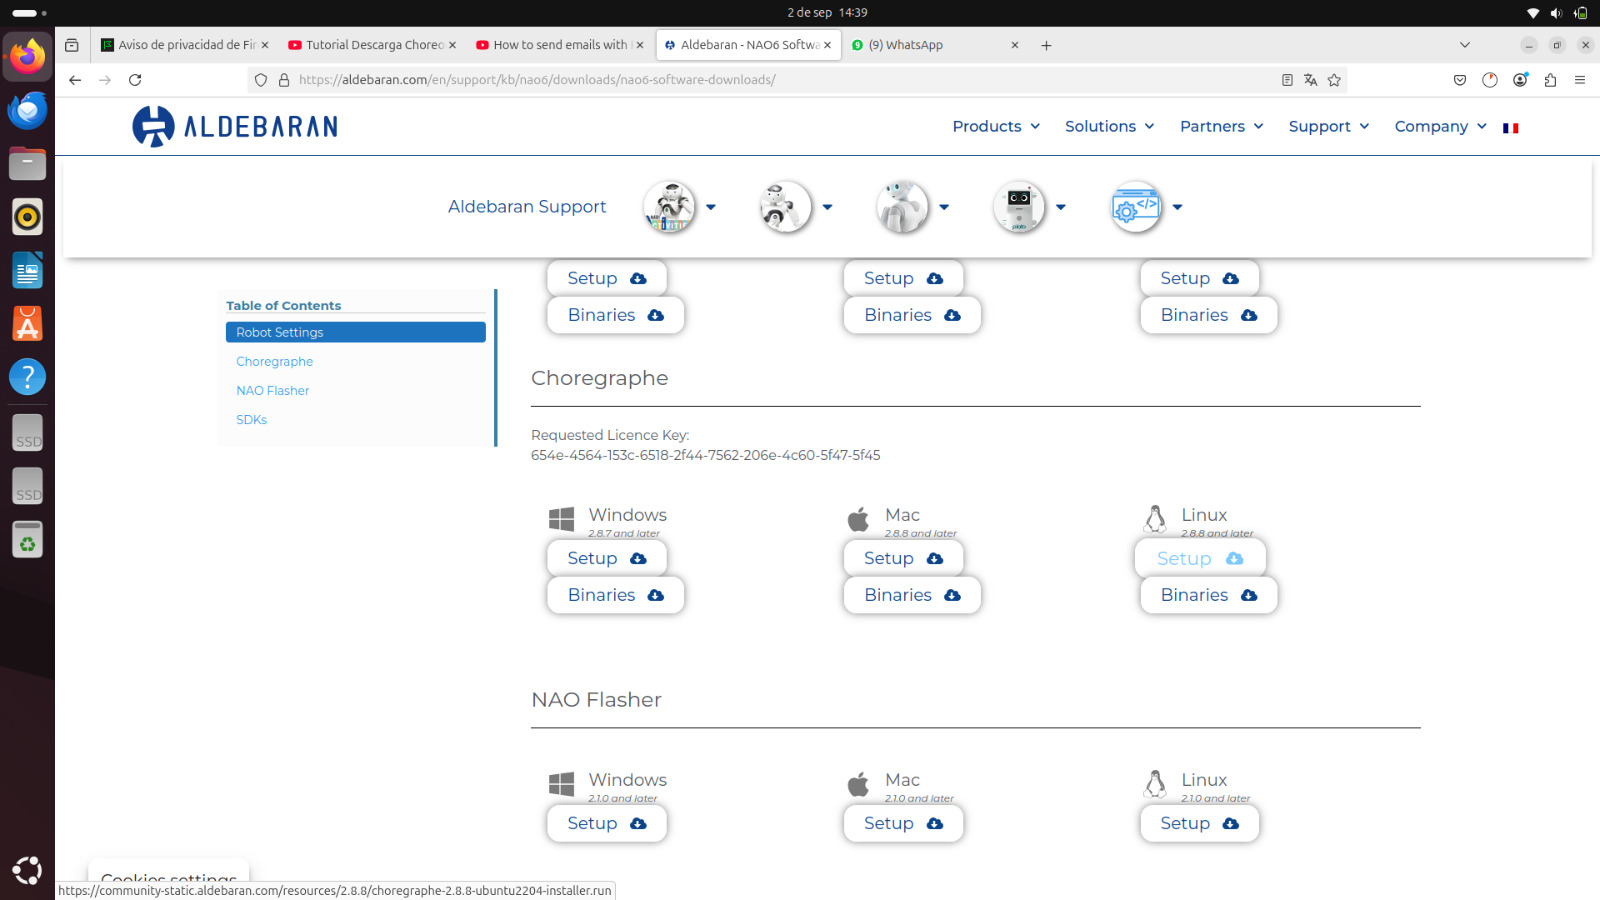 2 de sep 14:39
Aviso de privacidad de Fir
Tutorial Descarga Choreo
How to send emails with
Aldebaran - NAO6 Softwa
(9) WhatsApp
https://aldebaran.com/en/support/kb/nao6/downloads/nao6-software-downloads/
ALDEBARAN
Products
Solutions
Partners
Support
Company
Aldebaran Support
Setup
Setup
Setup
Binaries
Binaries
Binaries
Table of Contents
Robot Settings
Choregraphe
NAO Flasher
SDKs
Choregraphe
Requested Licence Key:
654e-4564-153c-6518-2f44-7562-206e-4c60-5f47-5f45
Windows
2.8.7 and later
Setup
Binaries
Mac
2.8.8 and later
Setup
Binaries
Linux
2.8.8 and later
Setup
Binaries
NAO Flasher
Windows
2.1.0 and later
Setup
Mac
2.1.0 and later
Setup
Linux
2.1.0 and later
Setup
SSD
SSD
Cookies settings
https://community-static.aldebaran.com/resources/2.8.8/choregraphe-2.8.8-ubuntu2204-installer.run